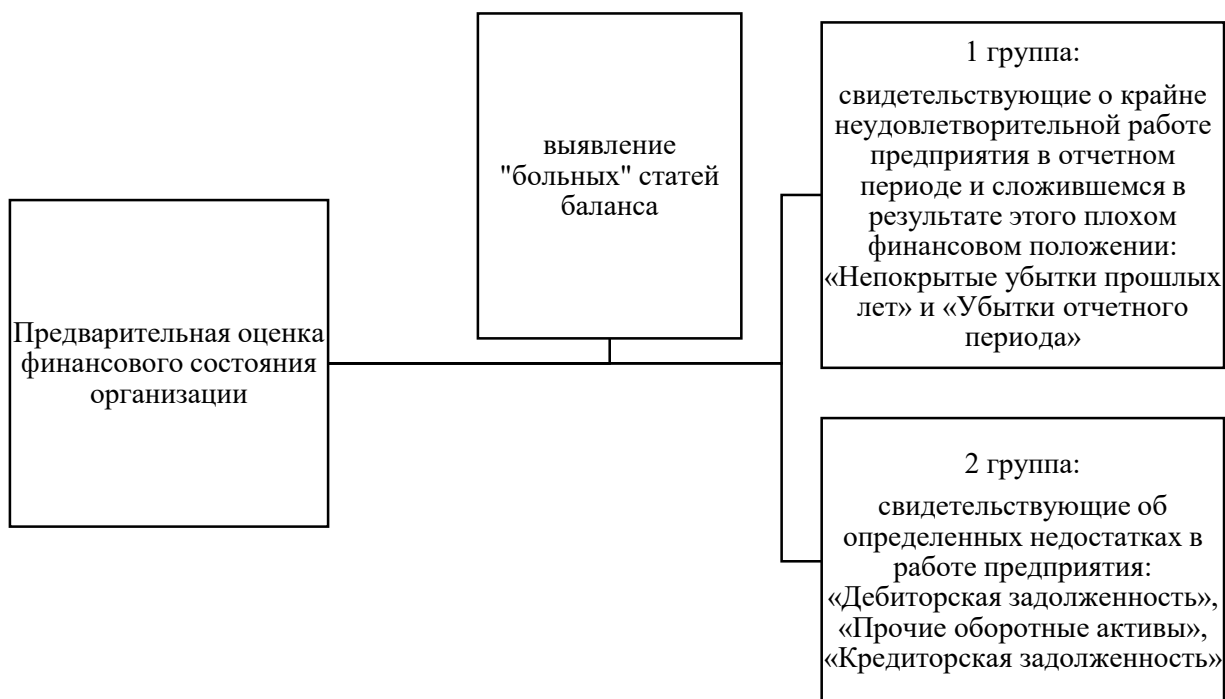 Предварительная оценка
финансового состояния
организации
выявление
"больных" статей
баланса
1 группа:
свидетельствующие о крайне
неудовлетворительной работе
предприятия в отчетном
периоде и сложившемся в
результате этого плохом
финансовом положении:
«Непокрытые убытки прошлых
лет» и «Убытки отчетного
периода»
2 группа:
свидетельствующие об
определенных недостатках в
работе предприятия:
«Дебиторская задолженность»,
«Прочие оборотные активы»,
«Кредиторская задолженность»